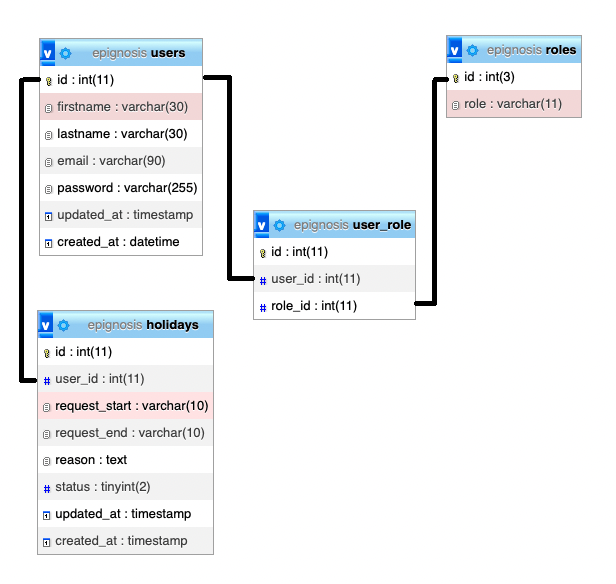 epignosis users
id : int(11)
firstname : varchar(30)
lastname : varchar(30)
email : varchar(90)
password : varchar(255)
updated_at : timestamp
created_at : datetime
epignosis roles
id : int(3)
role : varchar(11)
epignosis user_role
id : int(11)
user_id : int(11)
role_id : int(11)
epignosis holidays
id : int(11)
user_id : int(11)
request_start : varchar(10)
request_end : varchar(10)
reason : text
status : tinyint(2)
updated_at : timestamp
created_at : timestamp